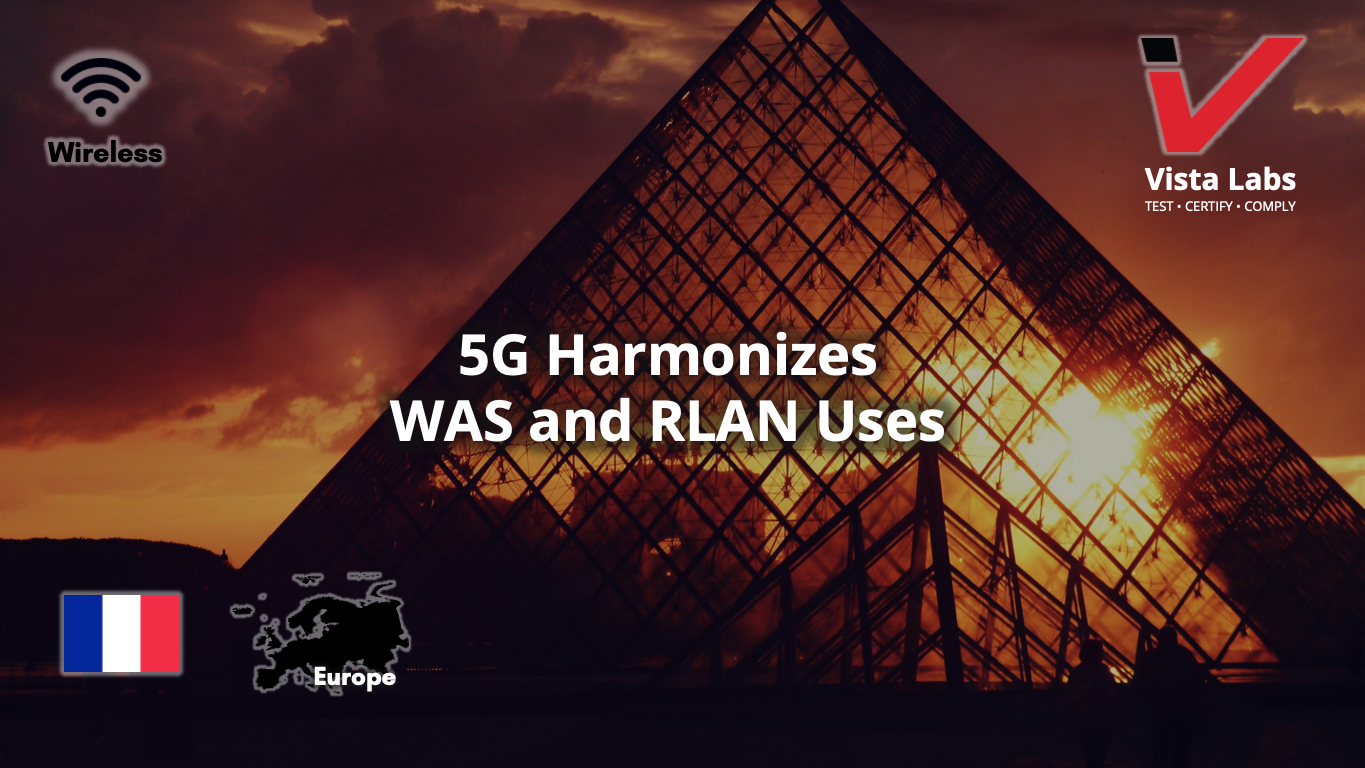 Wireless
Vista Labs
TEST • CERTIFY • COMPLY
5G Harmonizes
WAS and RLAN Uses
Europe